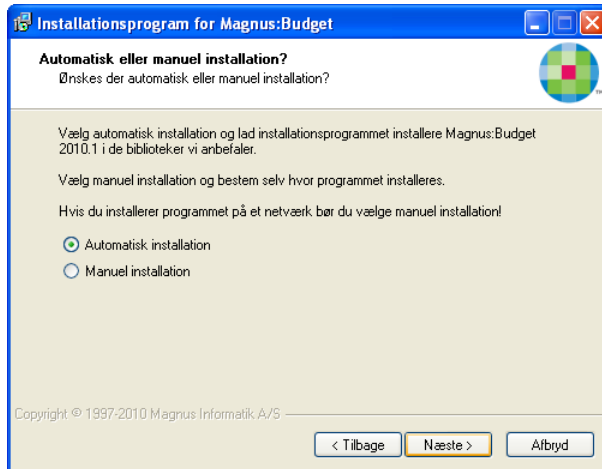 Installationsprogram for Magnus:Budget
Automatisk eller manuel installation?
Ønskes der automatisk eller manuel installation?
TM
Vælg automatisk installation og lad installationsprogrammet installere Magnus:Budget
2010.1 i de biblioteker vi anbefaler.
Vælg manuel installation og bestem selv hvor programmet installeres.
Hvis du installerer programmet på et netværk bør du vælge manuel installation!
Automatisk installation
Manuel installation
Copyright © 1997-2010 Magnus Informatik A/S
< Tilbage Næste > Afbryd